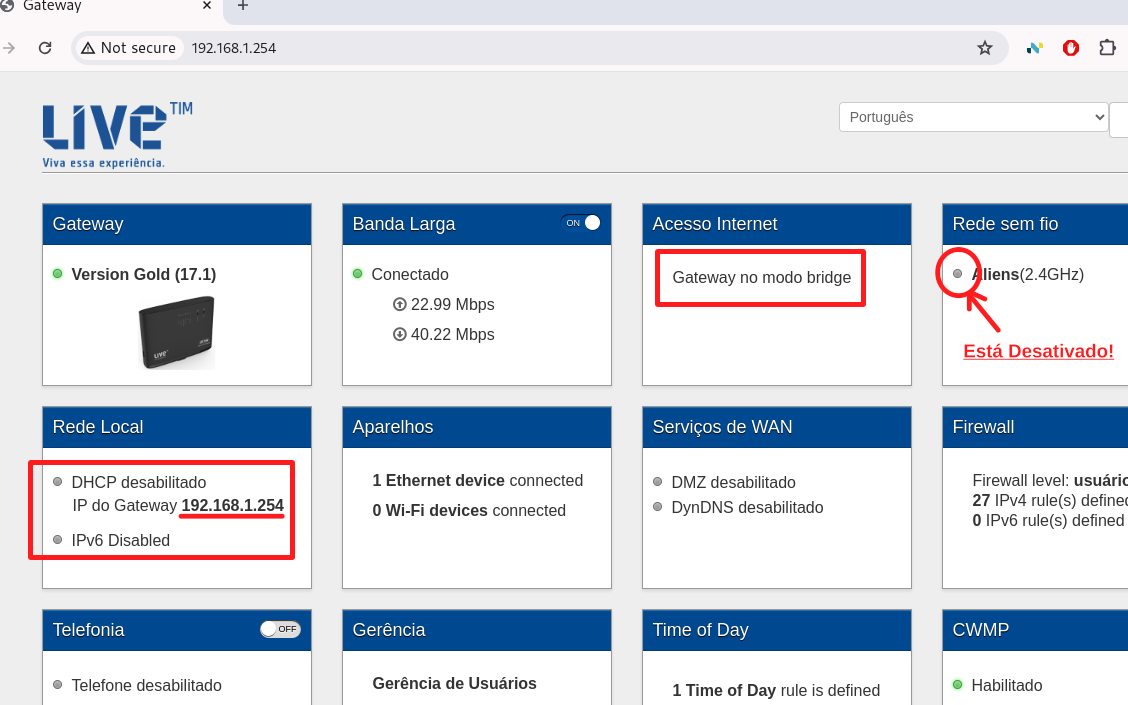 Gateway
Not secure 192.168.1.254
LIVE TIM
Viva essa experiência.
Português
Gateway
Version Gold (17.1)
LIVE
Banda Larga
ON
Conectado
22.99 Mbps
40.22 Mbps
Acesso Internet
Gateway no modo bridge
Rede sem fio
Aliens(2.4GHz)
Está Desativado!
Rede Local
DHCP desabilitado
IP do Gateway 192.168.1.254
IPv6 Disabled
Aparelhos
1 Ethernet device connected
0 Wi-Fi devices connected
Serviços de WAN
DMZ desabilitado
DynDNS desabilitado
Firewall
Firewall level: usuário
27 IPv4 rule(s) defined
0 IPv6 rule(s) defined
Telefonia
OFF
Telefone desabilitado
Gerência
Gerência de Usuários
Time of Day
1 Time of Day rule is defined
CWMP
Habilitado